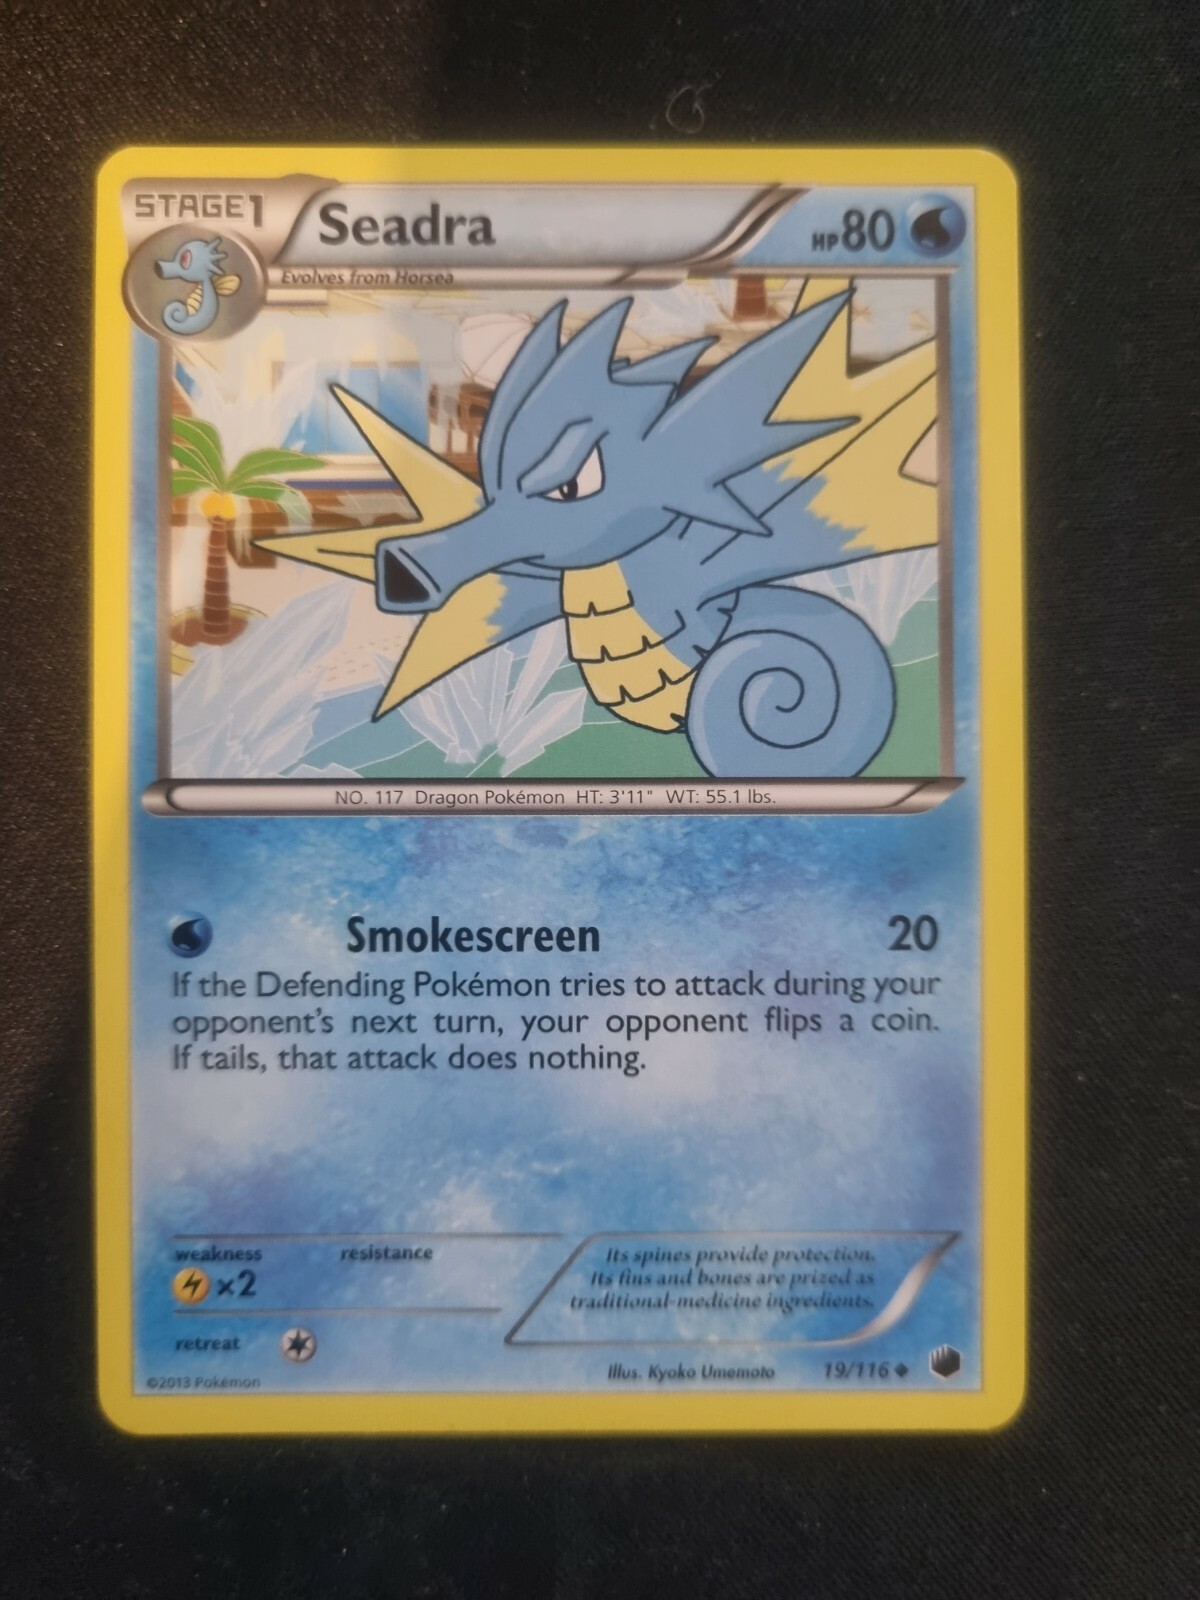 STAGE1
Seadra
HP80
Evolves from Horsea
NO. 117 Dragon Pokémon HT: 3'11" WT: 55.1 lbs.
Smokescreen 20
If the Defending Pokémon tries to attack during your
opponent's next turn, your opponent flips a coin.
If tails, that attack does nothing.
weakness resistance
×2
Its spines provide protection.
Its fins and bones are prized as
traditional-medicine ingredients.
retreat
Illus. Kyoko Umemoto 19/116
©2013 Pokémon